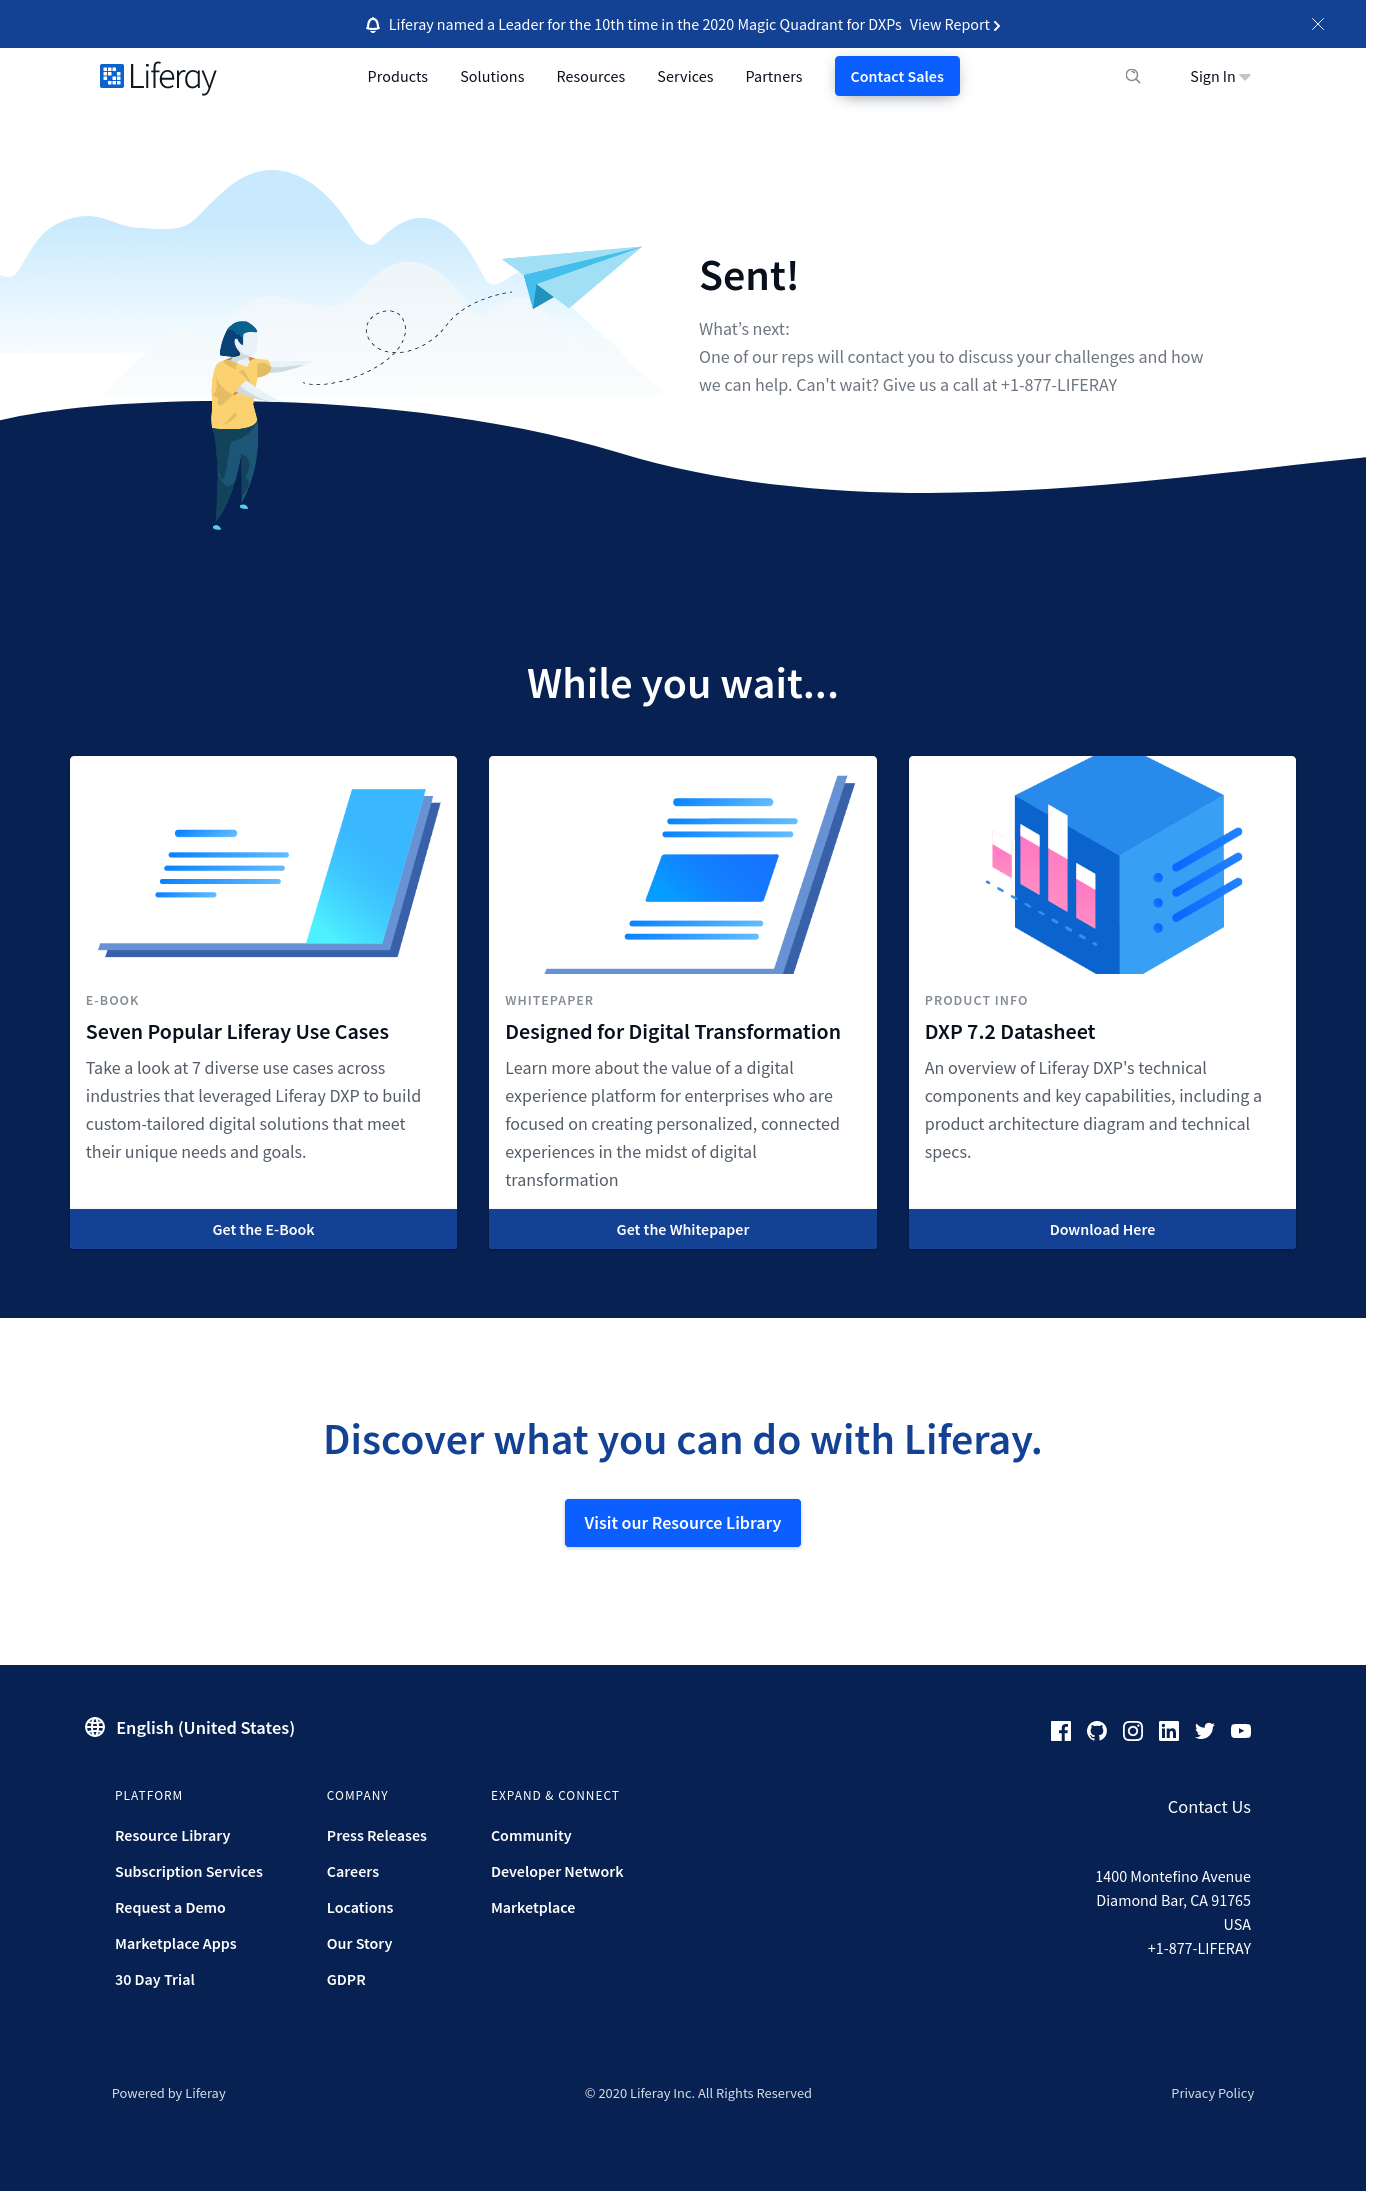 Liferay named a Leader for the 10th time in the 2020 Magic Quadrant for DXPs View Report
Liferay
Products Solutions Resources Services Partners Contact Sales Sign In
Sent!
What’s next:
One of our reps will contact you to discuss your challenges and how
we can help. Can't wait? Give us a call at +1-877-LIFERAY
While you wait...
E-BOOK
Seven Popular Liferay Use Cases
Take a look at 7 diverse use cases across
industries that leveraged Liferay DXP to build
custom-tailored digital solutions that meet
their unique needs and goals.
Get the E-Book
WHITEPAPER
Designed for Digital Transformation
Learn more about the value of a digital
experience platform for enterprises who are
focused on creating personalized, connected
experiences in the midst of digital
transformation
Get the Whitepaper
PRODUCT INFO
DXP 7.2 Datasheet
An overview of Liferay DXP's technical
components and key capabilities, including a
product architecture diagram and technical
specs.
Download Here
Discover what you can do with Liferay.
Visit our Resource Library
English (United States)
PLATFORM
Resource Library
Subscription Services
Request a Demo
Marketplace Apps
30 Day Trial
COMPANY
Press Releases
Careers
Locations
Our Story
GDPR
EXPAND & CONNECT
Community
Developer Network
Marketplace
Contact Us
1400 Montefino Avenue
Diamond Bar, CA 91765
USA
+1-877-LIFERAY
Powered by Liferay
© 2020 Liferay Inc. All Rights Reserved
Privacy Policy